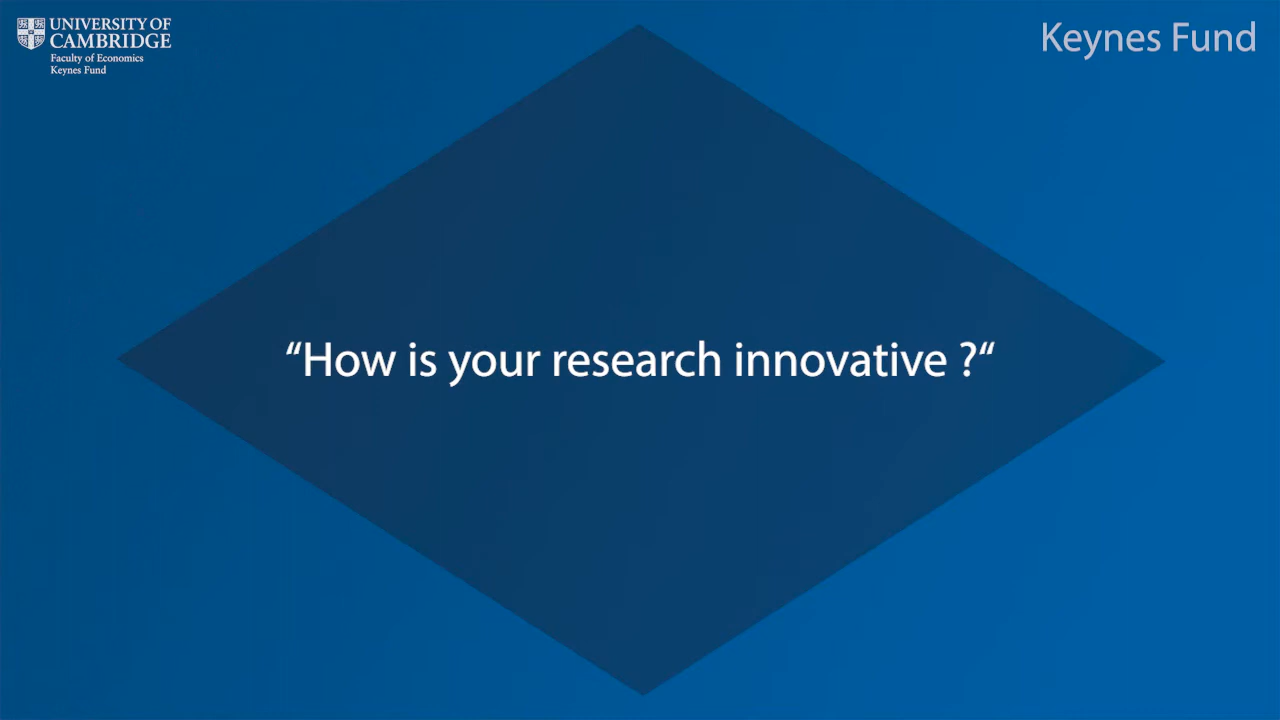 UNIVERSITY OF
CAMBRIDGE
Faculty of Economics
Keynes Fund
Keynes Fund
“How is your research innovative ?“